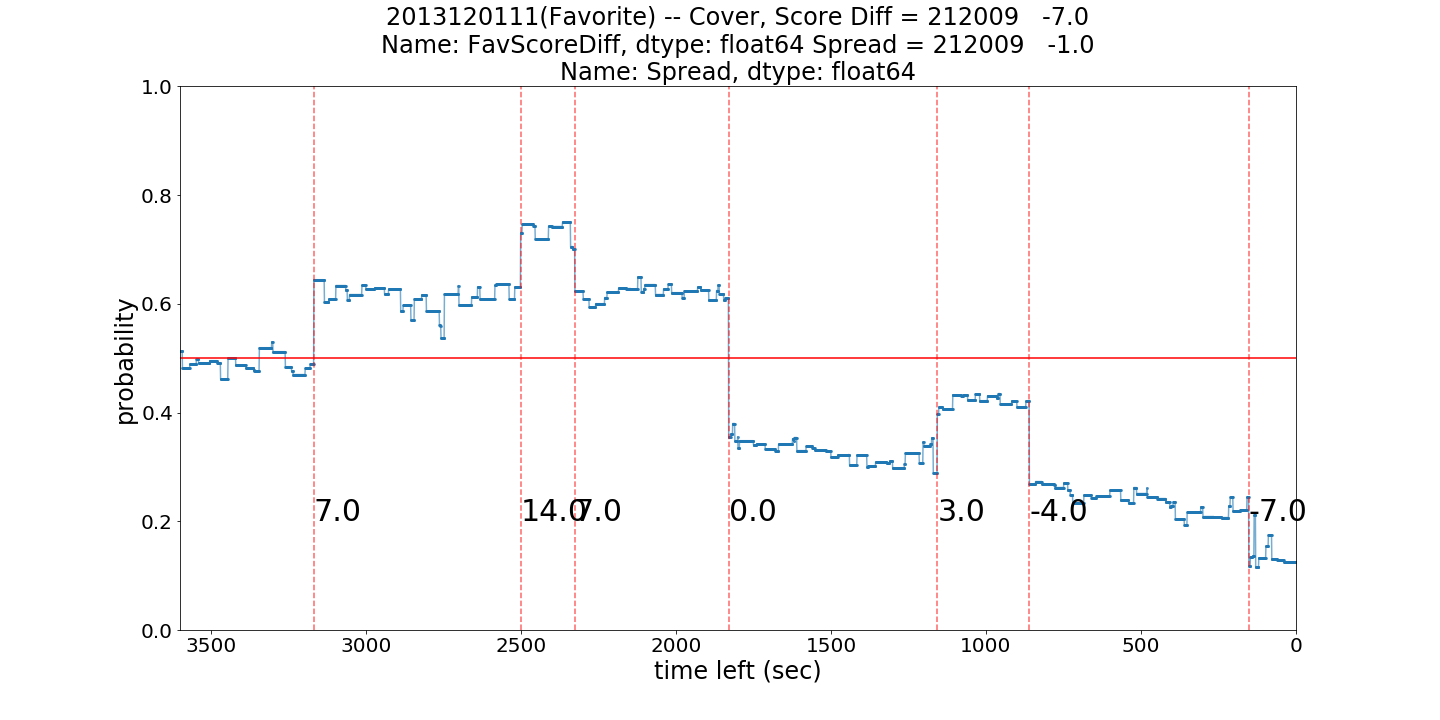 2013120111(Favorite) -- Cover, Score Diff = 212009   -7.0
Name: FavScoreDiff, dtype: float64 Spread = 212009   -1.0
Name: Spread, dtype: float64
1.0
0.8
0.6
0.4
0.2
0.0
probability
7.0
14.0
7.0
0.0
3.0
-4.0
-7.0
3500 3000 2500 2000 1500 1000 500 0
time left (sec)